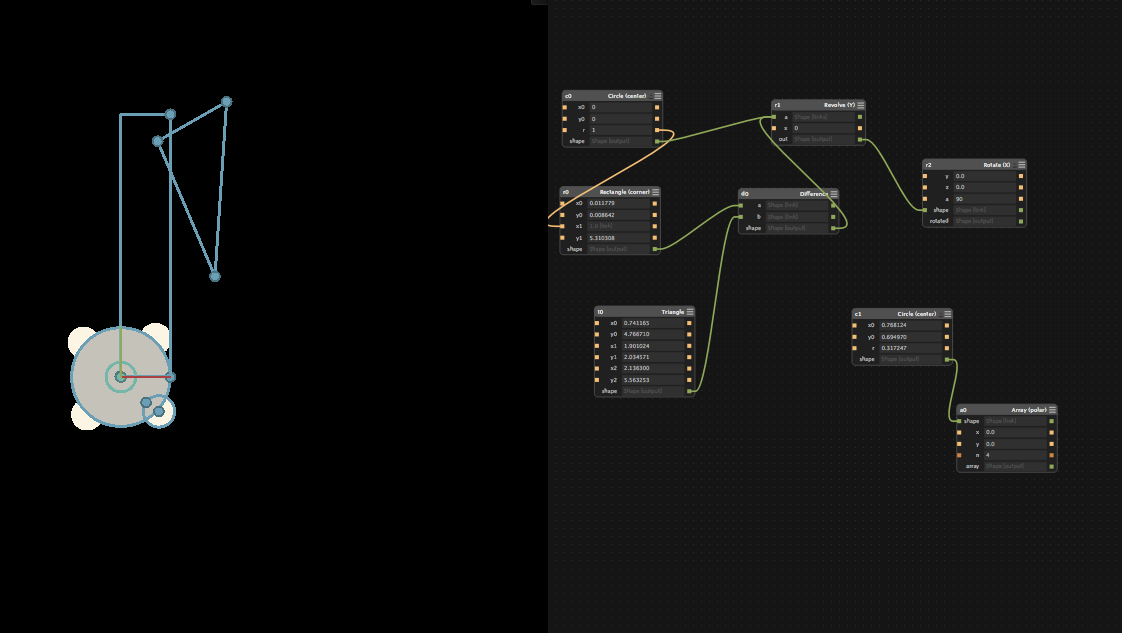 c0 Circle (center)
x0 0
y0 0
r 1
shape [Shape [output]]
r1 Revolve (Y)
a [Shape [link]]
x 0
out [Shape [output]]
r2 Rotate (X)
y 0.0
z 0.0
a 90
shape [Shape [link]]
rotated [Shape [output]]
r0 Rectangle (corner)
x0 0.011779
y0 0.008642
x1 1.0 [link]
y1 5.310308
shape [Shape [output]]
d0 Difference
a [Shape [link]]
b [Shape [link]]
shape [Shape [output]]
t0 Triangle
x0 0.741165
y0 4.766710
x1 1.901024
y1 2.034571
x2 2.136300
y2 5.563253
shape [Shape [output]]
c1 Circle (center)
x0 0.768124
y0 0.694970
r 0.317247
shape [Shape [output]]
a0 Array (polar)
shape [Shape [link]]
x 0.0
y 0.0
n 4
array [Shape [output]]